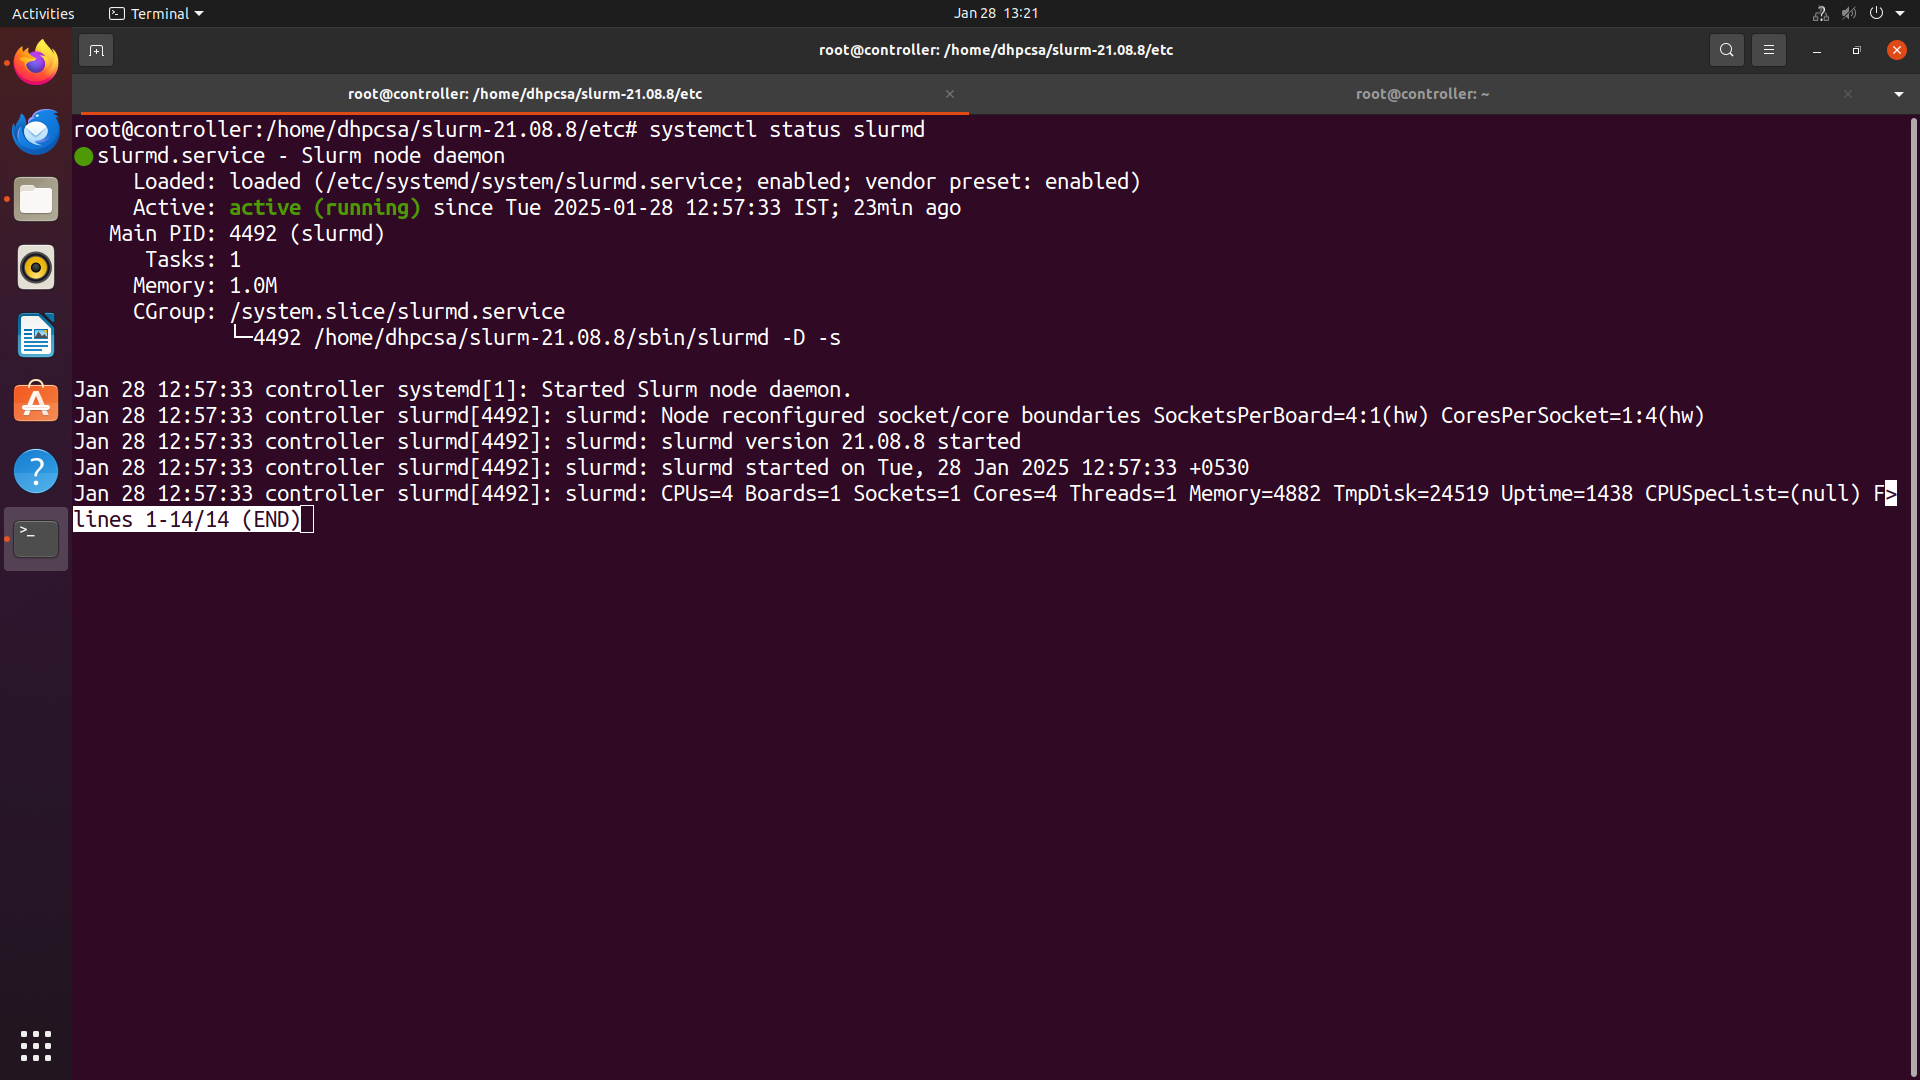 Activities Terminal Jan 28 13:21
root@controller: /home/dhpcsa/slurm-21.08.8/etc
root@controller: /home/dhpcsa/slurm-21.08.8/etc root@controller: ~
root@controller:/home/dhpcsa/slurm-21.08.8/etc# systemctl status slurmd
● slurmd.service - Slurm node daemon
Loaded: loaded (/etc/systemd/system/slurmd.service; enabled; vendor preset: enabled)
Active: active (running) since Tue 2025-01-28 12:57:33 IST; 23min ago
Main PID: 4492 (slurmd)
Tasks: 1
Memory: 1.0M
CGroup: /system.slice/slurmd.service
└─4492 /home/dhpcsa/slurm-21.08.8/sbin/slurmd -D -s
Jan 28 12:57:33 controller systemd[1]: Started Slurm node daemon.
Jan 28 12:57:33 controller slurmd[4492]: slurmd: Node reconfigured socket/core boundaries SocketsPerBoard=4:1(hw) CoresPerSocket=1:4(hw)
Jan 28 12:57:33 controller slurmd[4492]: slurmd: slurmd version 21.08.8 started
Jan 28 12:57:33 controller slurmd[4492]: slurmd: slurmd started on Tue, 28 Jan 2025 12:57:33 +0530
Jan 28 12:57:33 controller slurmd[4492]: slurmd: CPUs=4 Boards=1 Sockets=1 Cores=4 Threads=1 Memory=4882 TmpDisk=24519 Uptime=1438 CPUSpecList=(null) F>
lines 1-14/14 (END)